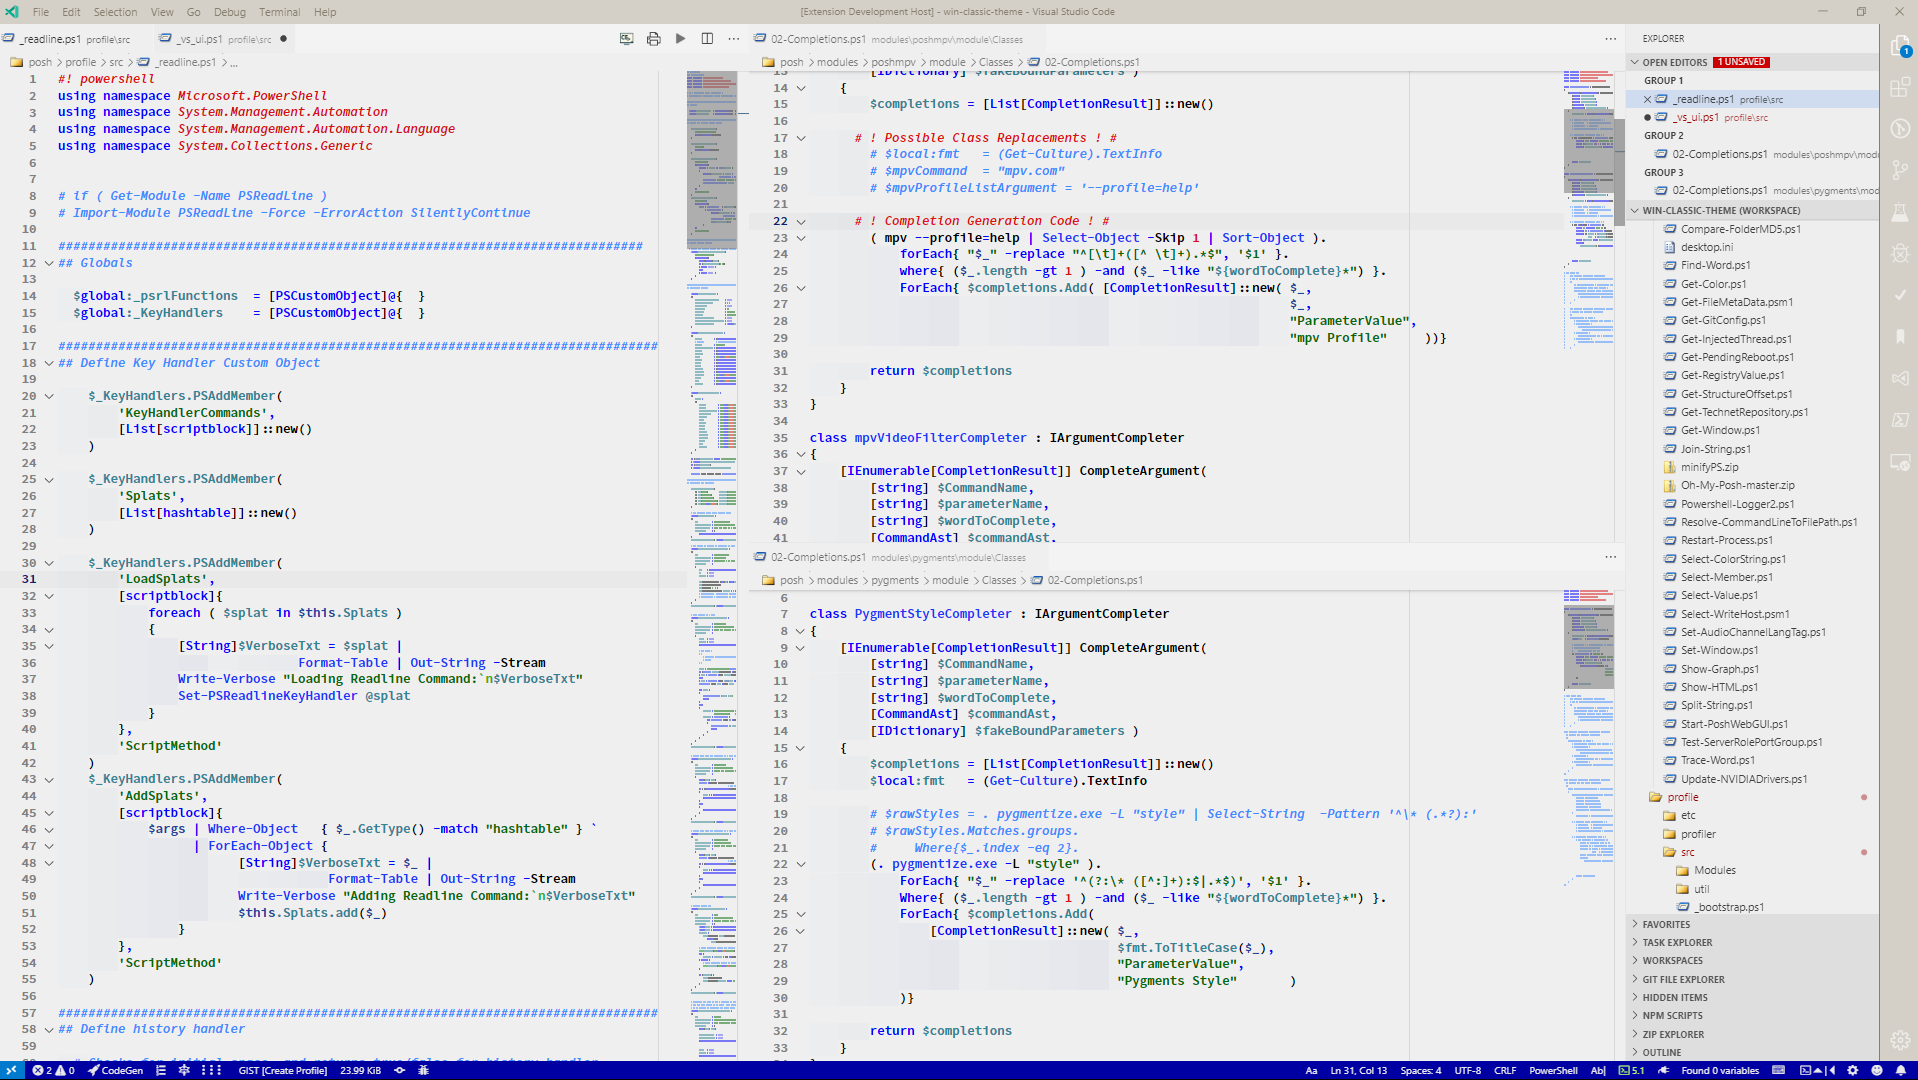 File Edit Selection View Go Debug Terminal Help
[Extension Development Host] - win-classic-theme - Visual Studio Code
_readline.ps1 profile\src
_vs_ui.ps1 profile\src ●
posh > profile > src > _readline.ps1 > ...
1 #! powershell
2 using namespace Microsoft.PowerShell
3 using namespace System.Management.Automation
4 using namespace System.Management.Automation.Language
5 using namespace System.Collections.Generic
6
7
8 # if ( Get-Module -Name PSReadLine )
9 # Import-Module PSReadLine -Force -ErrorAction SilentlyContinue
10
11 ##############################################################################
12 ## Globals
13
14 $global:_psrlFunctions = [PSCustomObject]@{ }
15 $global:_KeyHandlers = [PSCustomObject]@{ }
16
17 ################################################################################
18 ## Define Key Handler Custom Object
19
20 $_KeyHandlers.PSAddMember(
21 'KeyHandlerCommands',
22 [List[scriptblock]]::new()
23 )
24
25 $_KeyHandlers.PSAddMember(
26 'Splats',
27 [List[hashtable]]::new()
28 )
29
30 $_KeyHandlers.PSAddMember(
31 'LoadSplats',
32 [scriptblock]{
33 foreach ( $splat in $this.Splats )
34 {
35 [String]$VerboseTxt = $splat |
36 Format-Table | Out-String -Stream
37 Write-Verbose "Loading Readline Command:`n$VerboseTxt"
38 Set-PSReadlineKeyHandler @splat
39 }
40 },
41 'ScriptMethod'
42 )
43 $_KeyHandlers.PSAddMember(
44 'AddSplats',
45 [scriptblock]{
46 $args | Where-Object { $_.GetType() -match "hashtable" } `
47 | ForEach-Object {
48 [String]$VerboseTxt = $_ |
49 Format-Table | Out-String -Stream
50 Write-Verbose "Adding Readline Command:`n$VerboseTxt"
51 $this.Splats.add($_)
52 }
53 },
54 'ScriptMethod'
55 )
56
57 ################################################################################
58 ## Define history handler
59
02-Completions.ps1 modules\poshmpv\module\Classes
posh > modules > poshmpv > module > Classes > 02-Completions.ps1
13 [IDictionary] $fakeBoundParameters )
14 {
15 $completions = [List[CompletionResult]]::new()
16
17 # ! Possible Class Replacements ! #
18 # $local:fmt = (Get-Culture).TextInfo
19 # $mpvCommand = "mpv.com"
20 # $mpvProfileListArgument = '--profile=help'
21
22 # ! Completion Generation Code ! #
23 ( mpv --profile=help | Select-Object -Skip 1 | Sort-Object ).
24 forEach{ "$_" -replace "^[\t]+([^ \t]+).*$", '$1' }.
25 where{ ($_.length -gt 1 ) -and ($_ -like "${wordToComplete}*") }.
26 ForEach{ $completions.Add( [CompletionResult]::new( $_,
27 $_,
28 "ParameterValue",
29 "mpv Profile" ))}
30
31 return $completions
32 }
33 }
34
35 class mpvVideoFilterCompleter : IArgumentCompleter
36 {
37 [IEnumerable[CompletionResult]] CompleteArgument(
38 [string] $CommandName,
39 [string] $parameterName,
40 [string] $wordToComplete,
41 [CommandAst] $commandAst,
02-Completions.ps1 modules\pygments\module\Classes
posh > modules > pygments > module > Classes > 02-Completions.ps1
6
7 class PygmentStyleCompleter : IArgumentCompleter
8 {
9 [IEnumerable[CompletionResult]] CompleteArgument(
10 [string] $CommandName,
11 [string] $parameterName,
12 [string] $wordToComplete,
13 [CommandAst] $commandAst,
14 [IDictionary] $fakeBoundParameters )
15 {
16 $completions = [List[CompletionResult]]::new()
17 $local:fmt = (Get-Culture).TextInfo
18
19 # $rawStyles = . pygmentize.exe -L "style" | Select-String -Pattern '^\* (.*?):'
20 # $rawStyles.Matches.groups.
21 # Where{$_.index -eq 2}.
22 (. pygmentize.exe -L "style" ).
23 ForEach{ "$_" -replace '^(?:\* ([^:]+):$|.*$)', '$1' }.
24 Where{ ($_.length -gt 1 ) -and ($_ -like "${wordToComplete}*") }.
25 ForEach{ $completions.Add(
26 [CompletionResult]::new( $_,
27 $fmt.ToTitleCase($_),
28 "ParameterValue",
29 "Pygments Style" )
30 )}
31
32 return $completions
33 }
EXPLORER
OPEN EDITORS 1 UNSAVED
GROUP 1
_readline.ps1 profile\src
_vs_ui.ps1 profile\src
GROUP 2
02-Completions.ps1 modules\poshmpv\mod
GROUP 3
02-Completions.ps1 modules\pygments\mod
WIN-CLASSIC-THEME (WORKSPACE)
Compare-FolderMD5.ps1
desktop.ini
Find-Word.ps1
Get-Color.ps1
Get-FileMetaData.psm1
Get-GitConfig.ps1
Get-InjectedThread.ps1
Get-PendingReboot.ps1
Get-RegistryValue.ps1
Get-StructureOffset.ps1
Get-TechnetRepository.ps1
Get-Window.ps1
Join-String.ps1
minifyPS.zip
Oh-My-Posh-master.zip
Powershell-Logger2.ps1
Resolve-CommandLineToFilePath.ps1
Restart-Process.ps1
Select-ColorString.ps1
Select-Member.ps1
Select-Value.ps1
Select-WriteHost.psm1
Set-AudioChannelLangTag.ps1
Set-Window.ps1
Show-Graph.ps1
Show-HTML.ps1
Split-String.ps1
Start-PoshWebGUI.ps1
Test-ServerRolePortGroup.ps1
Trace-Word.ps1
Update-NVIDIADrivers.ps1
profile
etc
profiler
src
Modules
util
_bootstrap.ps1
FAVORITES
TASK EXPLORER
WORKSPACES
GIT FILE EXPLORER
HIDDEN ITEMS
NPM SCRIPTS
ZIP EXPLORER
OUTLINE
1
2 0 CodeGen GIST [Create Profile] 23.99 KiB
Aa Ln 31, Col 13 Spaces: 4 UTF-8 CRLF PowerShell Ab| 5.1 Found 0 variables